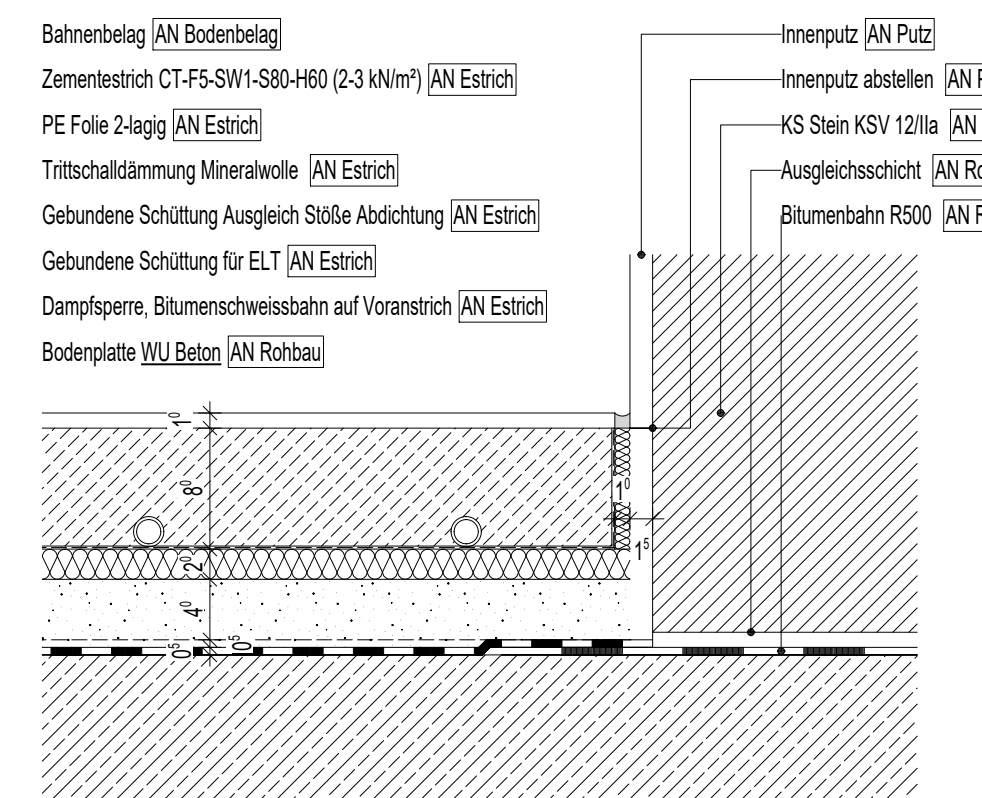 Bahnenbelag AN Bodenbelag
Zementestrich CT-F5-SW1-S80-H60 (2-3 kN/m²) AN Estrich
PE Folie 2-lagig AN Estrich
Trittschalldämmung Mineralwolle AN Estrich
Gebundene Schüttung Ausgleich Stöße Abdichtung AN Estrich
Gebundene Schüttung für ELT AN Estrich
Dampfsperre, Bitumenschweissbahn auf Voranstrich AN Estrich
Bodenplatte WU Beton AN Rohbau
Innenputz AN Putz
Innenputz abstellen AN
KS Stein KSV 12/IIa AN
Ausgleichsschicht AN
Bitumenbahn R500 AN
1⁰
8⁰
2⁰
4⁰
0⁵
0⁵
1⁰
1⁵